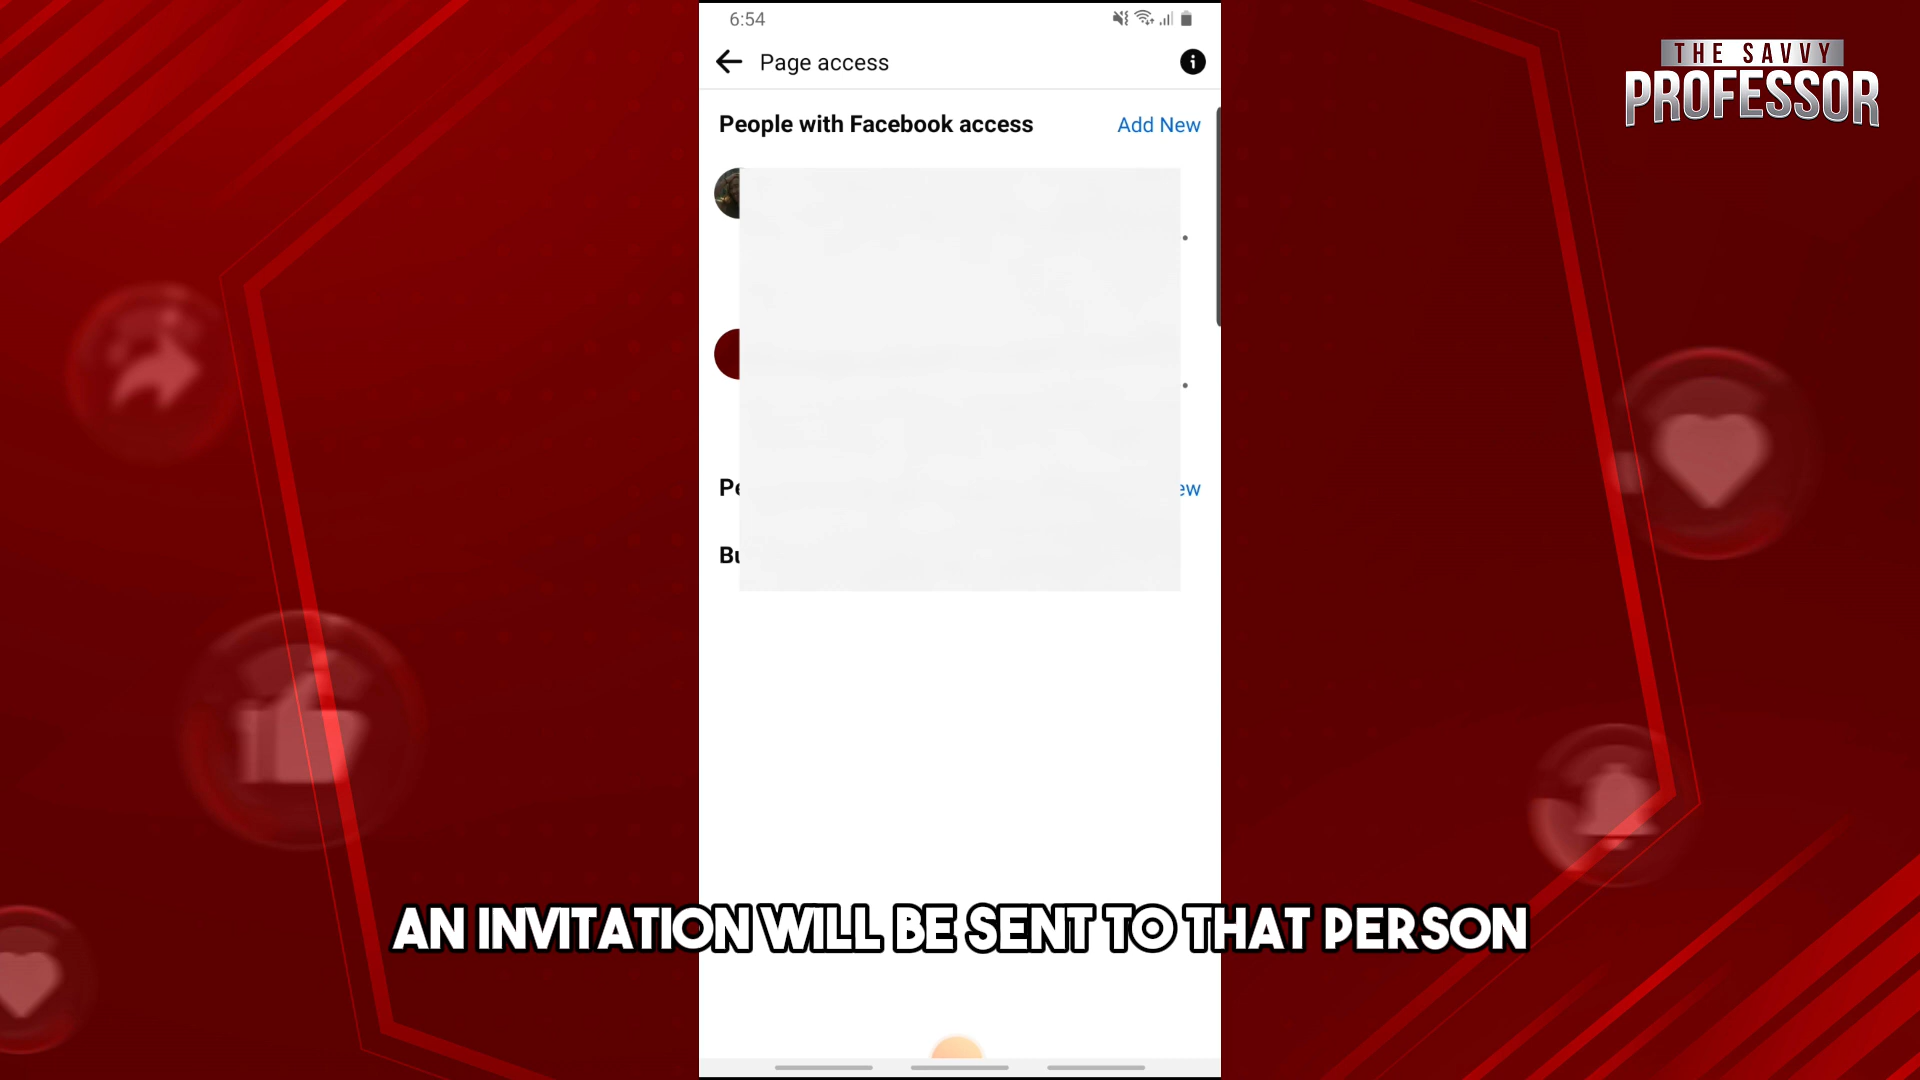 6:54
THE SAVVY
PROFESSOR
Page access
People with Facebook access
Add New
AN INVITATION WILL BE SENT TO THAT PERSON